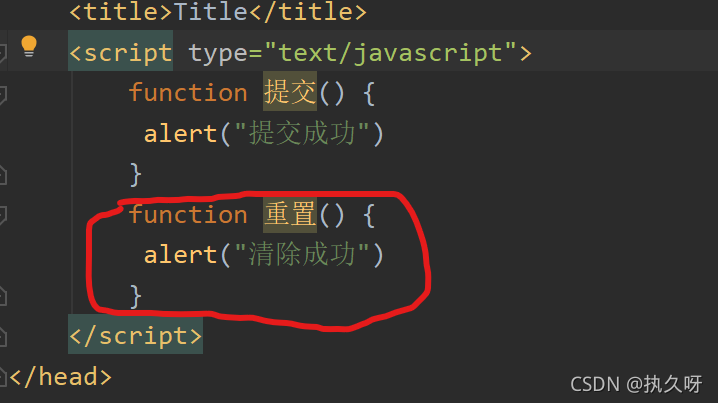 <title>Title</title>
<script type="text/javascript">
function 提交() {
alert("提交成功")
}
function 重置() {
alert("清除成功")
}
</script>
</head>
CSDN @执久呀